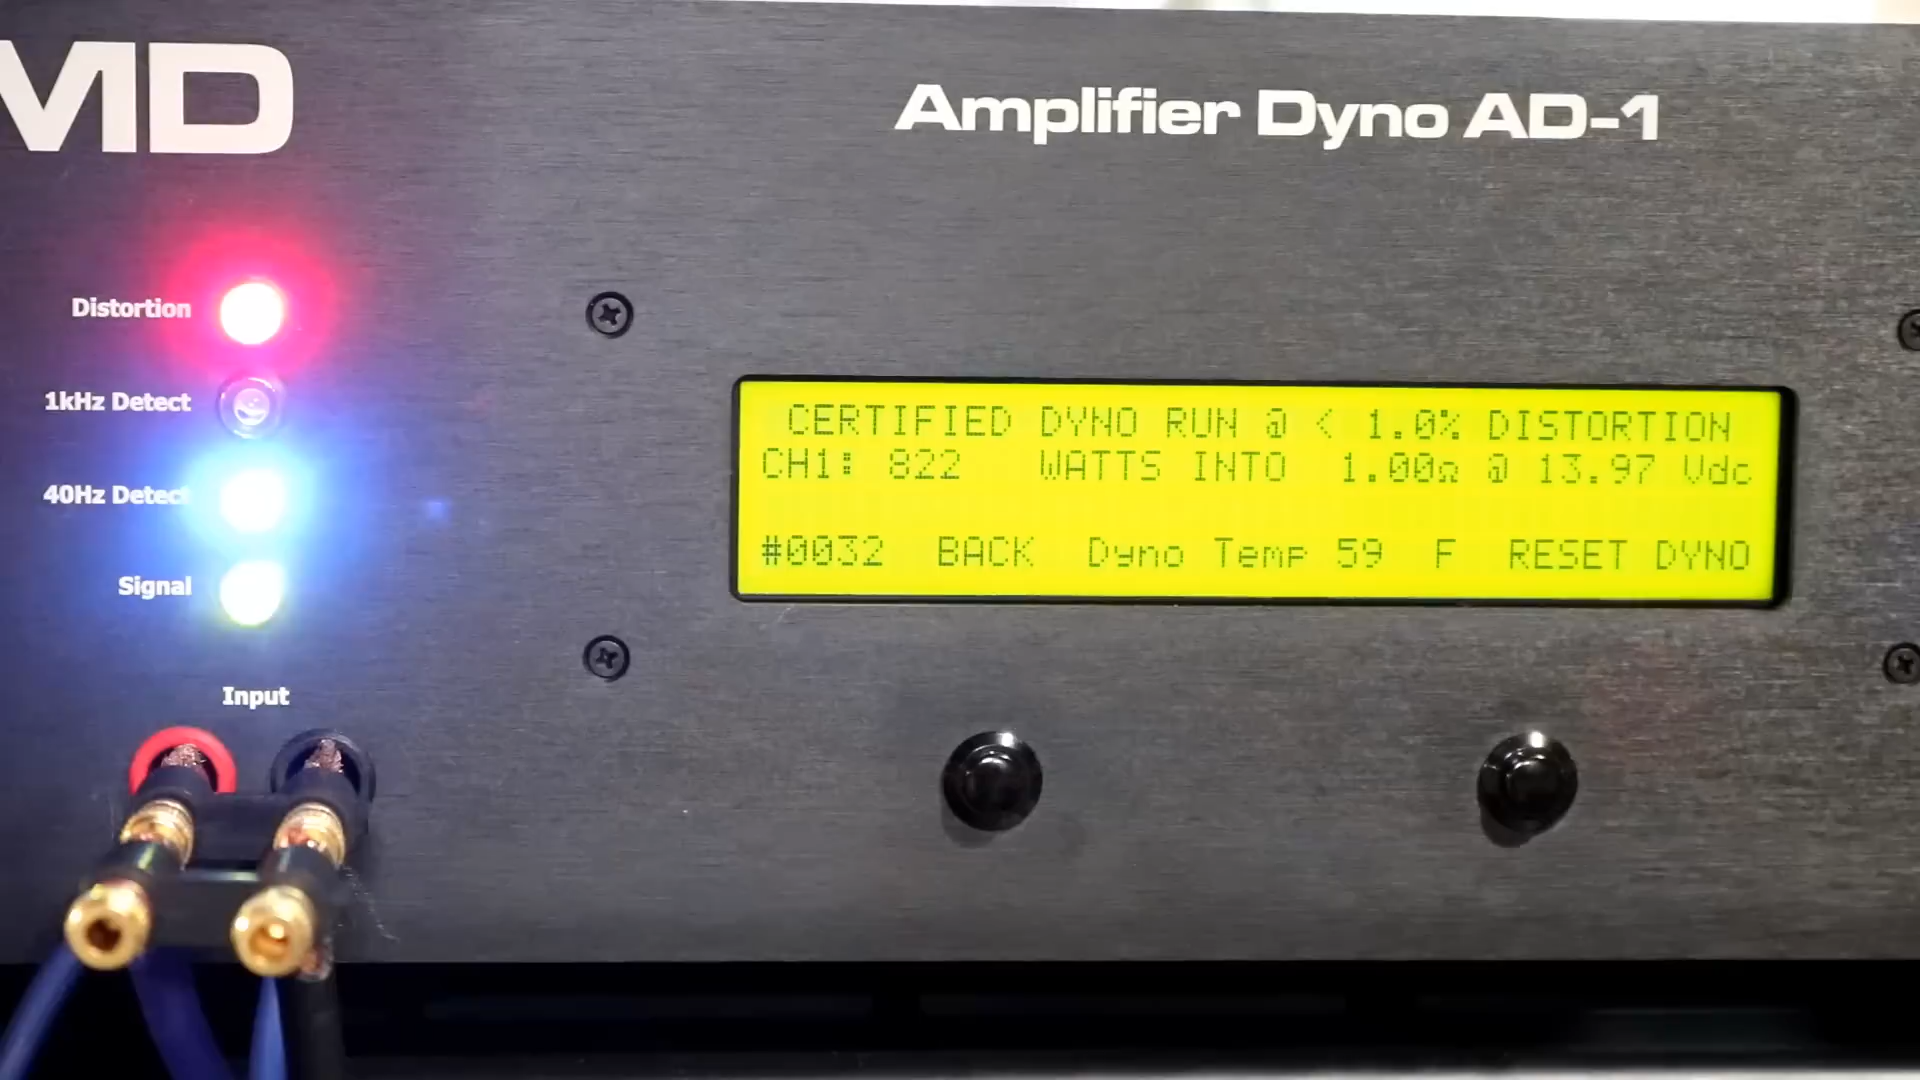 MD
Amplifier Dyno AD-1
Distortion
1kHz Detect
40Hz Detect
Signal
Input
CERTIFIED DYNO RUN @ < 1.0% DISTORTION
CH1: 822 WATTS INTO 1.00Ω @ 13.97 Vdc
#0032 BACK Dyno Temp 59 F RESET DYNO